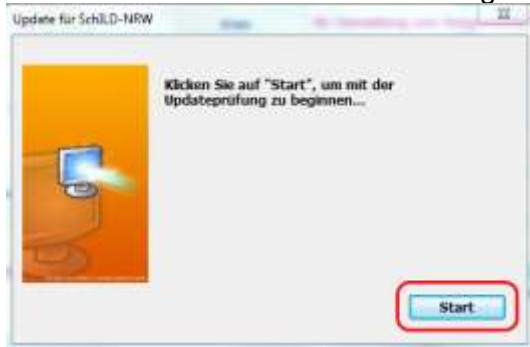 Update für SchILD-NRW
Klicken Sie auf "Start", um mit der
Updateprüfung zu beginnen...
Start